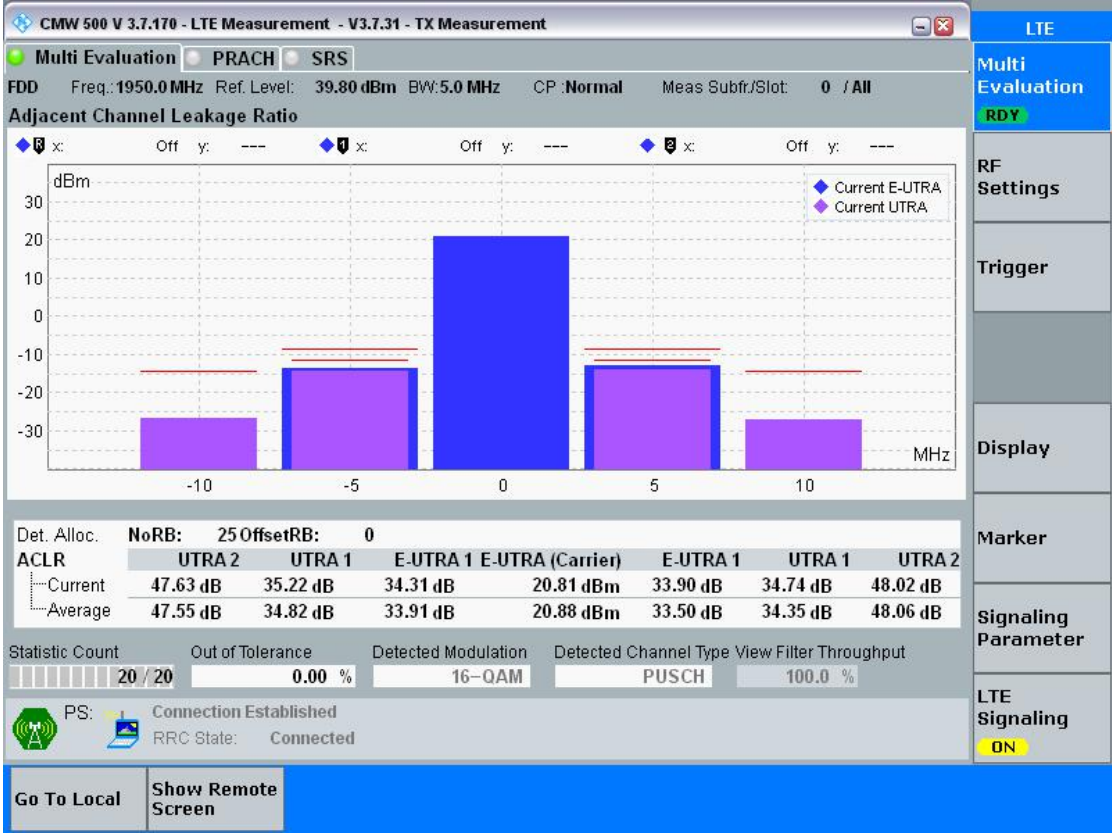 CMW 500 V 3.7.170 - LTE Measurement - V3.7.31 - TX Measurement
LTE
Multi Evaluation PRACH SRS
Multi
Evaluation
RDY
FDD Freq.:1950.0 MHz Ref. Level: 39.80 dBm BW:5.0 MHz CP :Normal Meas Subfr./Slot: 0 / All
Adjacent Channel Leakage Ratio
R x: Off y: --- 1 x: Off y: --- 2 x: Off y: ---
dBm
Current E-UTRA
Current UTRA
30
20
10
0
-10
-20
-30
MHz
-10 -5 0 5 10
RF
Settings
Trigger
Display
Marker
Signaling
Parameter
LTE
Signaling
ON
Det. Alloc. NoRB: 25 OffsetRB: 0
ACLR UTRA 2 UTRA 1 E-UTRA 1 E-UTRA (Carrier) E-UTRA 1 UTRA 1 UTRA 2
Current 47.63 dB 35.22 dB 34.31 dB 20.81 dBm 33.90 dB 34.74 dB 48.02 dB
Average 47.55 dB 34.82 dB 33.91 dB 20.88 dBm 33.50 dB 34.35 dB 48.06 dB
Statistic Count Out of Tolerance Detected Modulation Detected Channel Type View Filter Throughput
20 / 20 0.00 % 16-QAM PUSCH 100.0 %
PS: Connection Established
RRC State: Connected
Go To Local
Show Remote
Screen